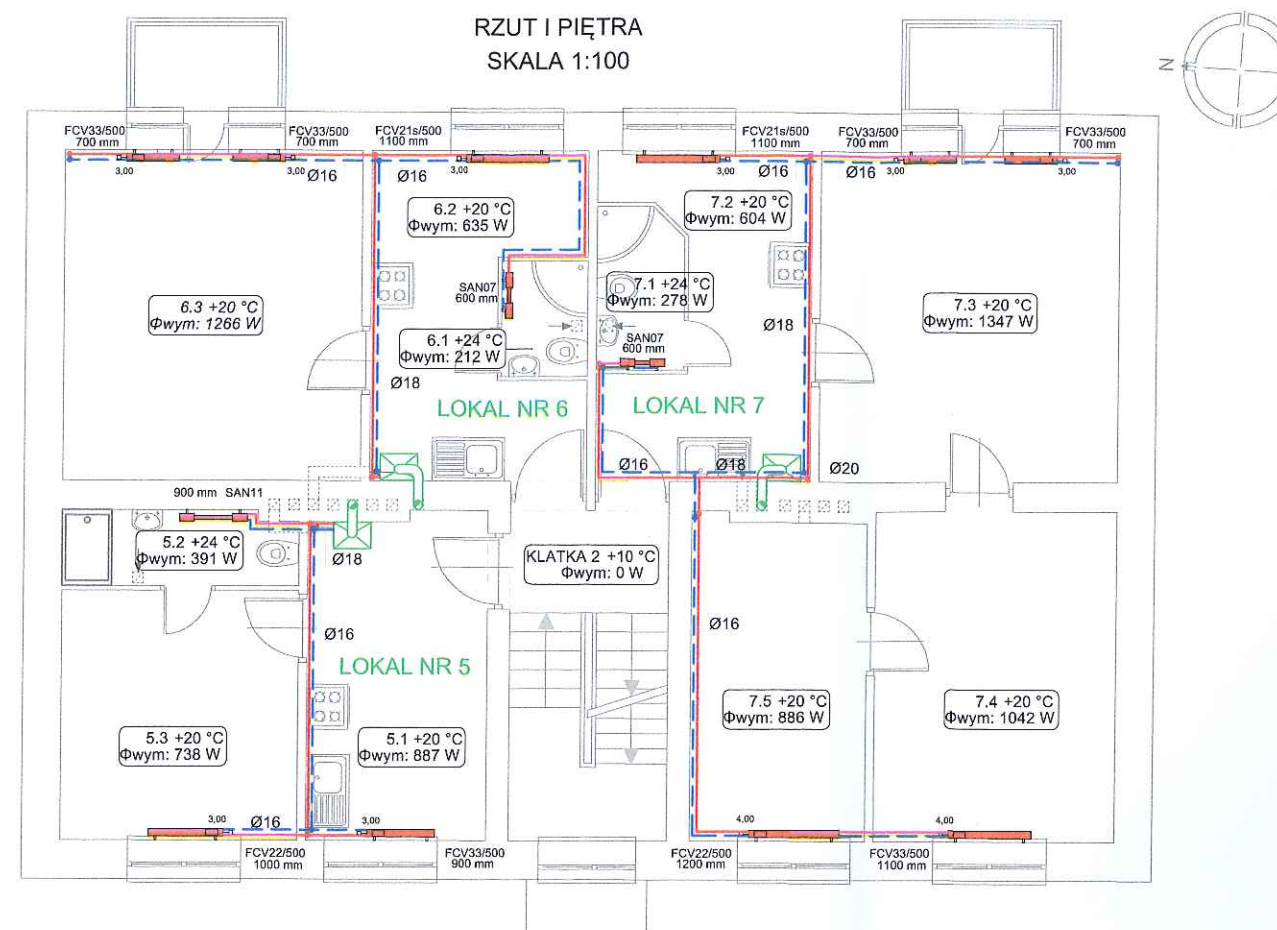 RZUT I PIĘTRA
SKALA 1:100
N
FCV33/500
700 mm
FCV33/500
700 mm
FCV21s/500
1100 mm
FCV21s/500
1100 mm
FCV33/500
700 mm
FCV33/500
700 mm
3,00
3,00
Ø16
Ø16
3,00
3,00
Ø16
Ø16
3,00
3,00
6.2 +20 °C
Φwym: 635 W
7.2 +20 °C
Φwym: 604 W
SAN07
600 mm
7.1 +24 °C
Φwym: 278 W
6.3 +20 °C
Φwym: 1266 W
7.3 +20 °C
Φwym: 1347 W
Ø18
6.1 +24 °C
Φwym: 212 W
SAN07
600 mm
Ø18
LOKAL NR 6
LOKAL NR 7
Ø16
Ø18
Ø20
900 mm SAN11
5.2 +24 °C
Φwym: 391 W
Ø18
KLATKA 2 +10 °C
Φwym: 0 W
Ø16
Ø16
LOKAL NR 5
5.3 +20 °C
Φwym: 738 W
5.1 +20 °C
Φwym: 887 W
7.5 +20 °C
Φwym: 886 W
7.4 +20 °C
Φwym: 1042 W
3,00
Ø16
3,00
4,00
4,00
FCV22/500
1000 mm
FCV33/500
900 mm
FCV22/500
1200 mm
FCV33/500
1100 mm